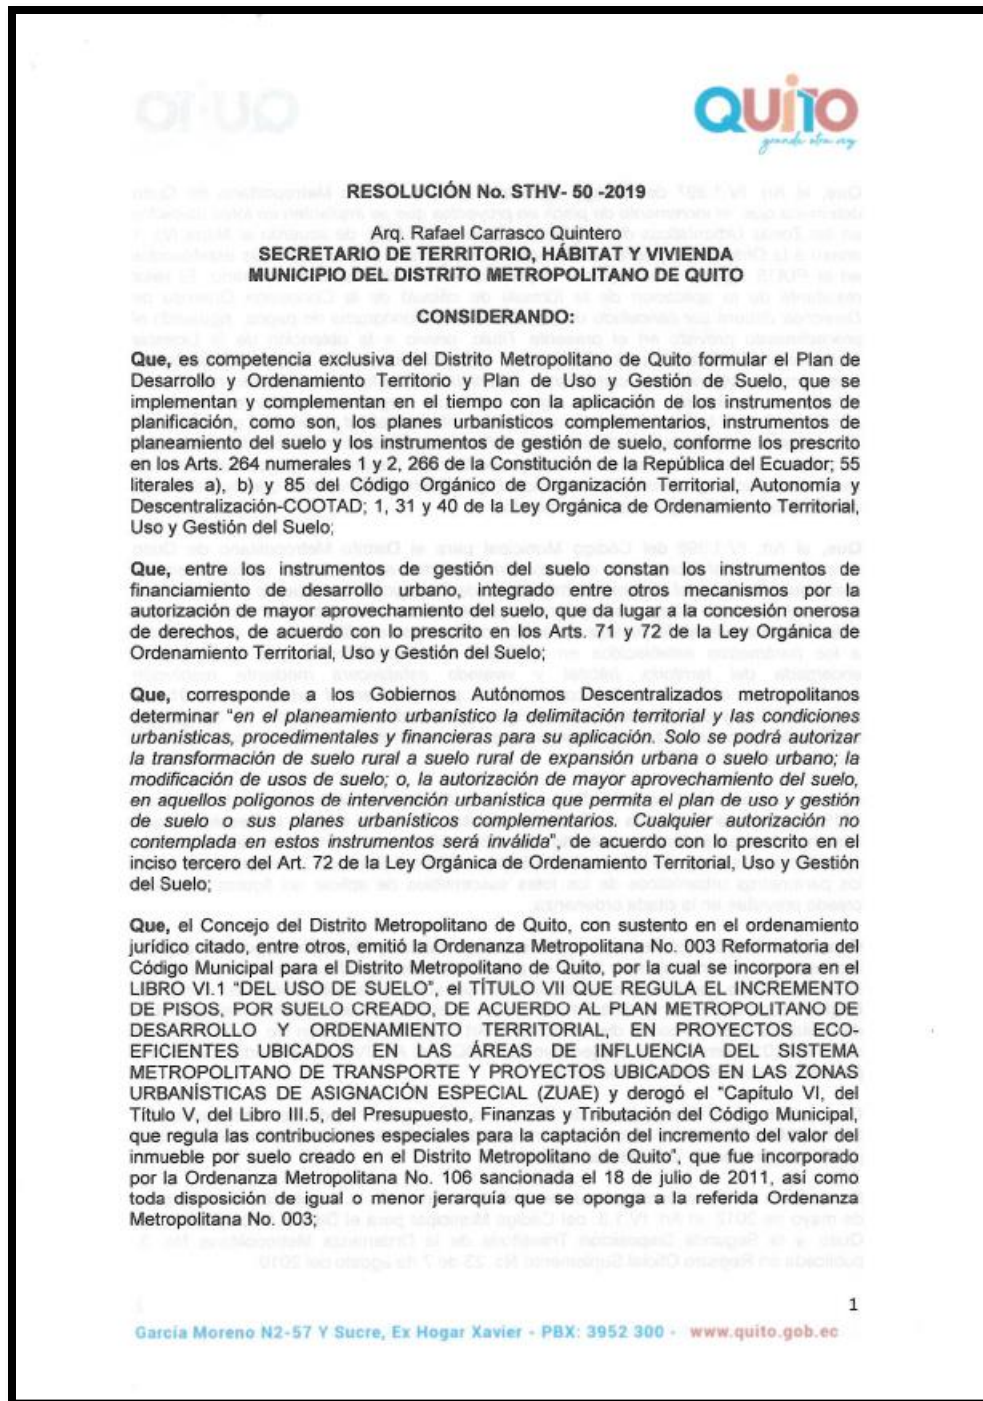 QUITO
grande otra vez
RESOLUCIÓN No. STHV- 50 -2019
Arq. Rafael Carrasco Quintero
SECRETARIO DE TERRITORIO, HÁBITAT Y VIVIENDA
MUNICIPIO DEL DISTRITO METROPOLITANO DE QUITO
CONSIDERANDO:
Que, es competencia exclusiva del Distrito Metropolitano de Quito formular el Plan de
Desarrollo y Ordenamiento Territorio y Plan de Uso y Gestión de Suelo, que se
implementan y complementan en el tiempo con la aplicación de los instrumentos de
planificación, como son, los planes urbanísticos complementarios, instrumentos de
planeamiento del suelo y los instrumentos de gestión de suelo, conforme los prescrito
en los Arts. 264 numerales 1 y 2, 266 de la Constitución de la República del Ecuador; 55
literales a), b) y 85 del Código Orgánico de Organización Territorial, Autonomía y
Descentralización-COOTAD; 1, 31 y 40 de la Ley Orgánica de Ordenamiento Territorial,
Uso y Gestión del Suelo;
Que, entre los instrumentos de gestión del suelo constan los instrumentos de
financiamiento de desarrollo urbano, integrado entre otros mecanismos por la
autorización de mayor aprovechamiento del suelo, que da lugar a la concesión onerosa
de derechos, de acuerdo con lo prescrito en los Arts. 71 y 72 de la Ley Orgánica de
Ordenamiento Territorial, Uso y Gestión del Suelo;
Que, corresponde a los Gobiernos Autónomos Descentralizados metropolitanos
determinar "en el planeamiento urbanístico la delimitación territorial y las condiciones
urbanísticas, procedimentales y financieras para su aplicación. Solo se podrá autorizar
la transformación de suelo rural a suelo rural de expansión urbana o suelo urbano; la
modificación de usos de suelo; o, la autorización de mayor aprovechamiento del suelo,
en aquellos polígonos de intervención urbanística que permita el plan de uso y gestión
de suelo o sus planes urbanísticos complementarios. Cualquier autorización no
contemplada en estos instrumentos será inválida", de acuerdo con lo prescrito en el
inciso tercero del Art. 72 de la Ley Orgánica de Ordenamiento Territorial, Uso y Gestión
del Suelo;
Que, el Concejo del Distrito Metropolitano de Quito, con sustento en el ordenamiento
jurídico citado, entre otros, emitió la Ordenanza Metropolitana No. 003 Reformatoria del
Código Municipal para el Distrito Metropolitano de Quito, por la cual se incorpora en el
LIBRO VI.1 "DEL USO DE SUELO", el TÍTULO VII QUE REGULA EL INCREMENTO
DE PISOS, POR SUELO CREADO, DE ACUERDO AL PLAN METROPOLITANO DE
DESARROLLO Y ORDENAMIENTO TERRITORIAL, EN PROYECTOS ECO-
EFICIENTES UBICADOS EN LAS ÁREAS DE INFLUENCIA DEL SISTEMA
METROPOLITANO DE TRANSPORTE Y PROYECTOS UBICADOS EN LAS ZONAS
URBANÍSTICAS DE ASIGNACIÓN ESPECIAL (ZUAE) y derogó el "Capítulo VI, del
Título V, del Libro III.5, del Presupuesto, Finanzas y Tributación del Código Municipal,
que regula las contribuciones especiales para la captación del incremento del valor del
inmueble por suelo creado en el Distrito Metropolitano de Quito", que fue incorporado
por la Ordenanza Metropolitana No. 106 sancionada el 18 de julio de 2011, así como
toda disposición de igual o menor jerarquía que se oponga a la referida Ordenanza
Metropolitana No. 003;
1
García Moreno N2-57 Y Sucre, Ex Hogar Xavier - PBX: 3952 300 - www.quito.gob.ec